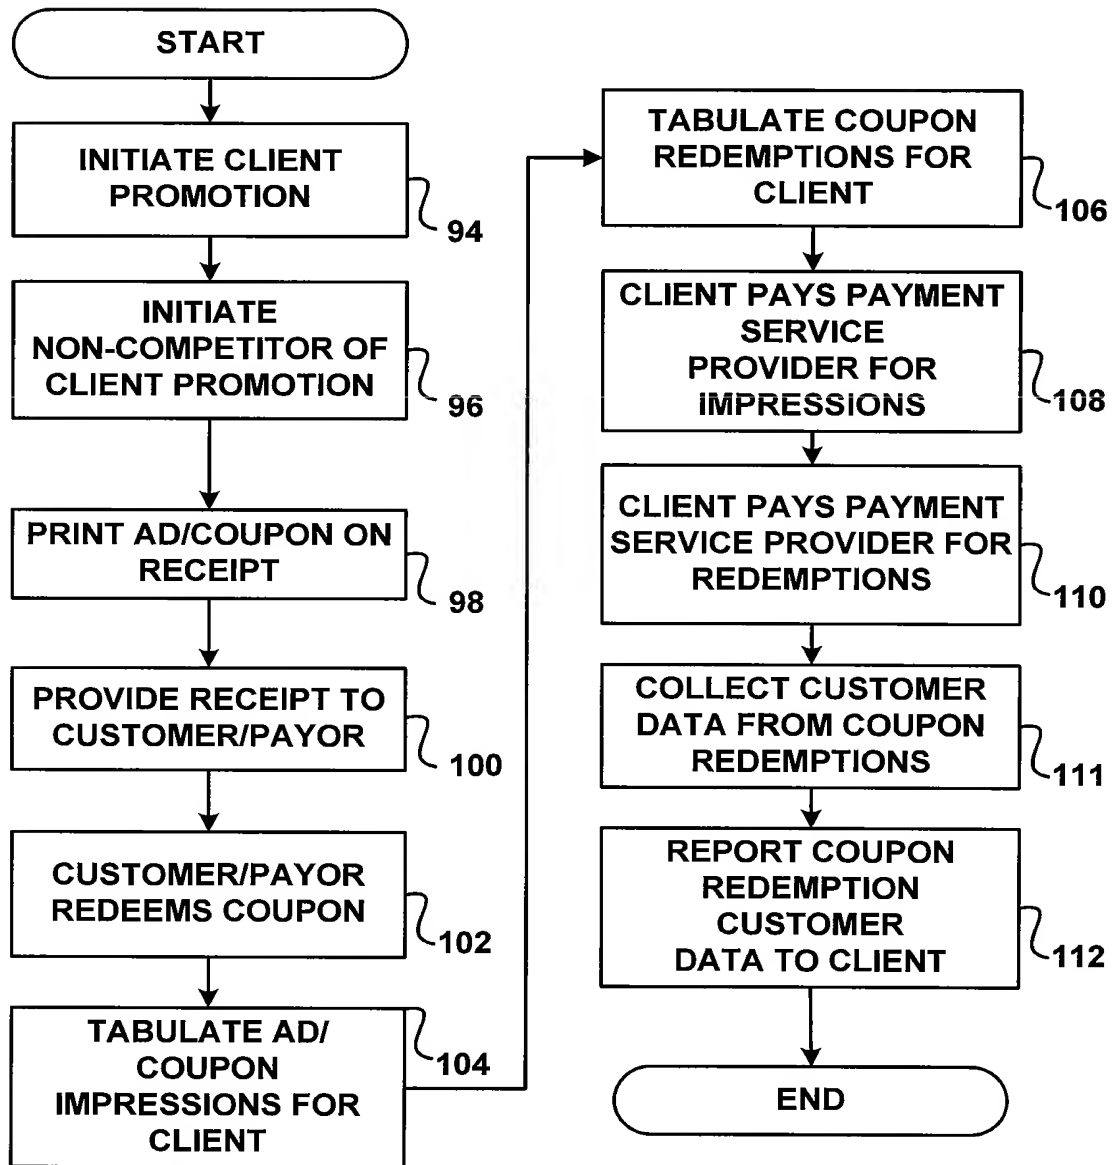 START
INITIATE CLIENT
PROMOTION
94
INITIATE
NON-COMPETITOR OF
CLIENT PROMOTION
96
PRINT AD/COUPON ON
RECEIPT
98
PROVIDE RECEIPT TO
CUSTOMER/PAYOR
100
CUSTOMER/PAYOR
REDEEMS COUPON
102
TABULATE AD/
COUPON
IMPRESSIONS FOR
CLIENT
104
TABULATE COUPON
REDEMPTIONS FOR
CLIENT
106
CLIENT PAYS PAYMENT
SERVICE
PROVIDER FOR
IMPRESSIONS
108
CLIENT PAYS PAYMENT
SERVICE PROVIDER FOR
REDEMPTIONS
110
COLLECT CUSTOMER
DATA FROM COUPON
REDEMPTIONS
111
REPORT COUPON
REDEMPTION
CUSTOMER
DATA TO CLIENT
112
END